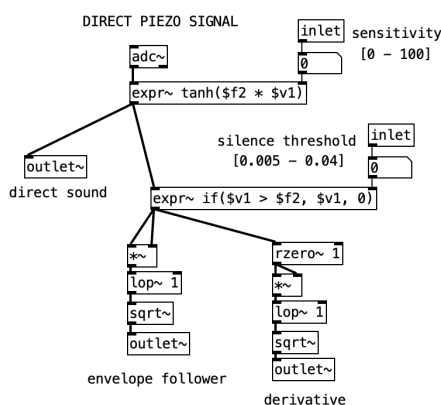 DIRECT PIEZO SIGNAL
inlet
sensitivity
[0 - 100]
adc~
0
expr~ tanh($f2 * $v1)
silence threshold
[0.005 - 0.04]
inlet
0
outlet~
direct sound
expr~ if($v1 > $f2, $v1, 0)
*~
lop~ 1
sqrt~
outlet~
envelope follower
rzero~ 1
*~
lop~ 1
sqrt~
outlet~
derivative